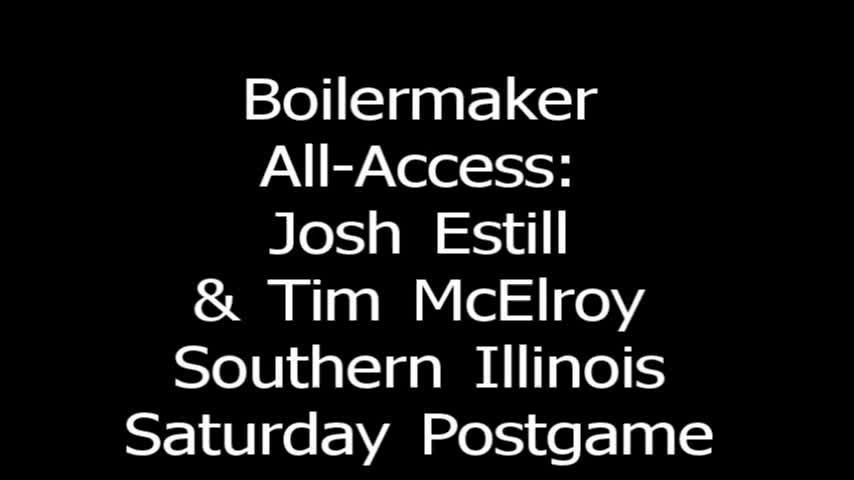 Boilermaker
All-Access:
Josh Estill
& Tim McElroy
Southern Illinois
Saturday Postgame